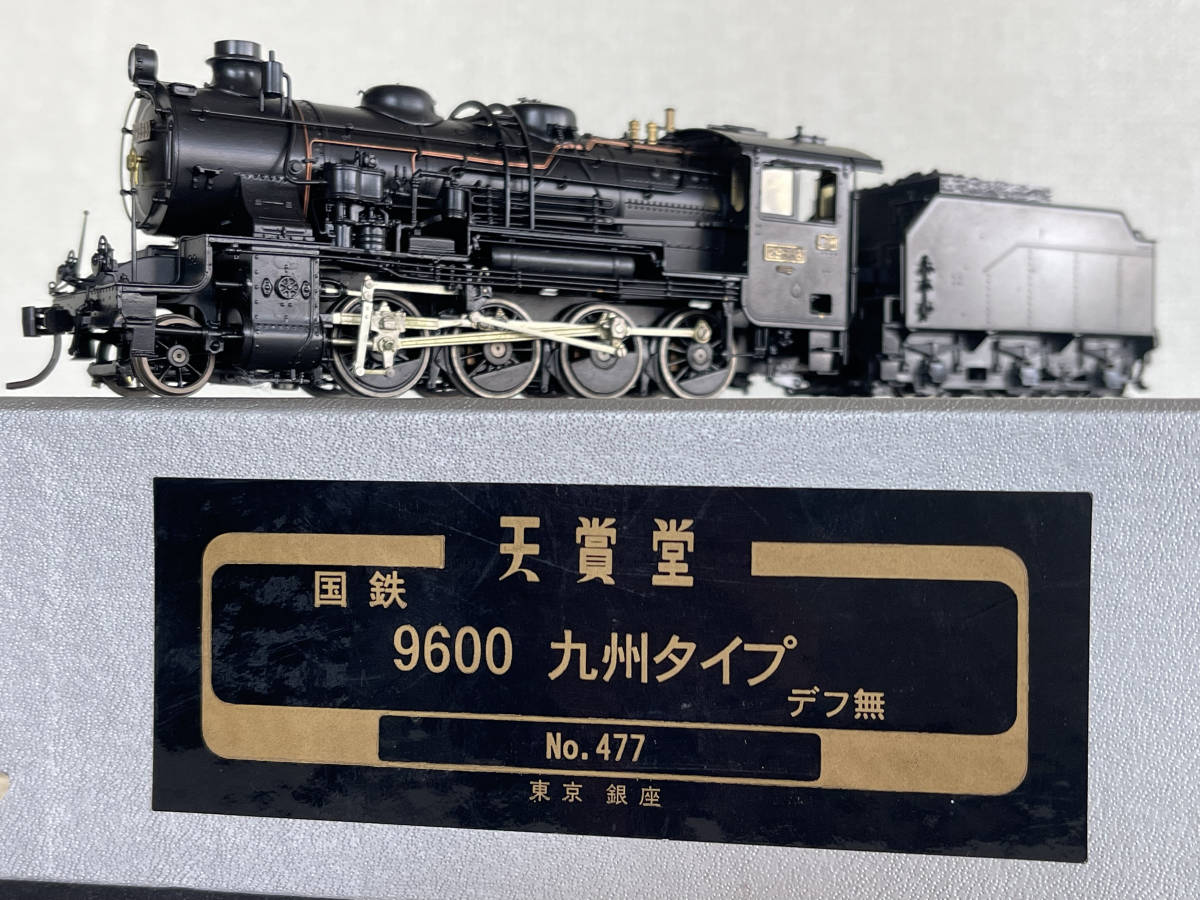 天賞堂
国鉄
9600 九州タイプ
デフ無
No.477
東京 銀座